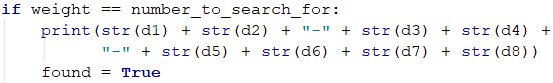 if weight == number_to_search_for:
    print(str(d1) + str(d2) + "-" + str(d3) + str(d4) +
          "-" + str(d5) + str(d6) + str(d7) + str(d8))
    found = True